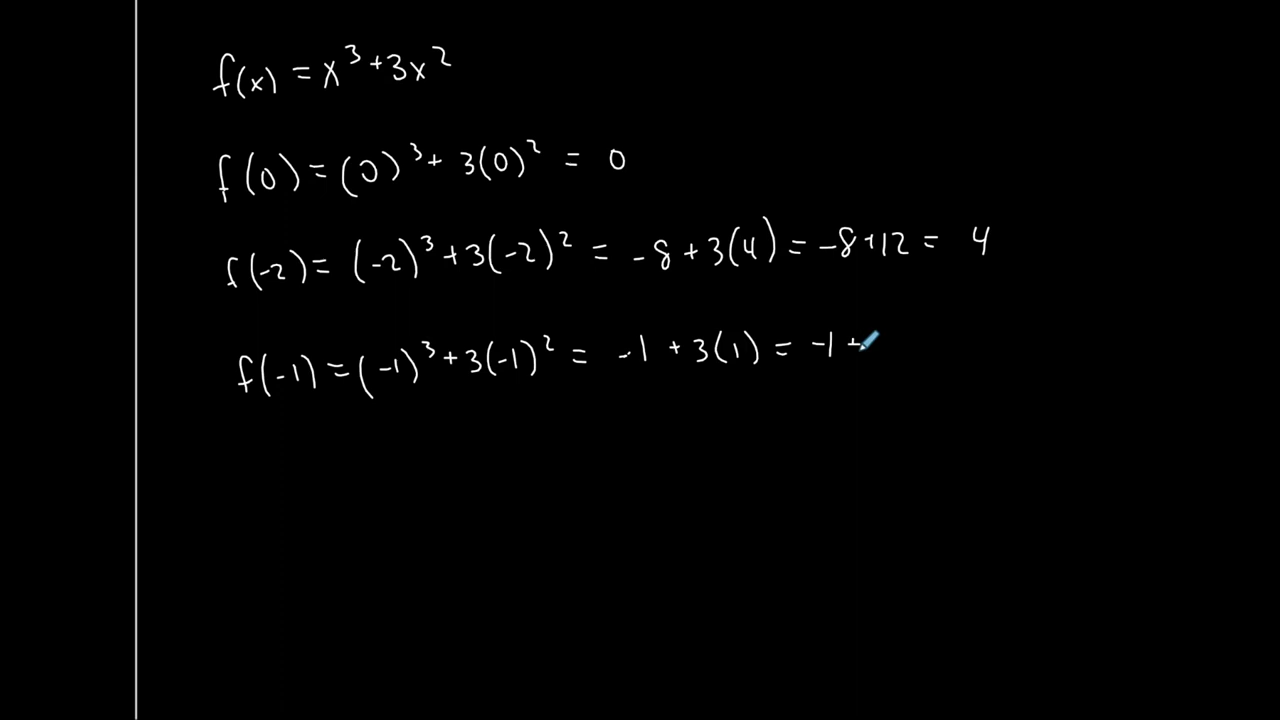 f(x) = x³ + 3x²
f(0) = (0)³ + 3(0)² = 0
f(-2) = (-2)³ + 3(-2)² = -8 + 3(4) = -8 + 12 = 4
f(-1) = (-1)³ + 3(-1)² = -1 + 3(1) = -1 +